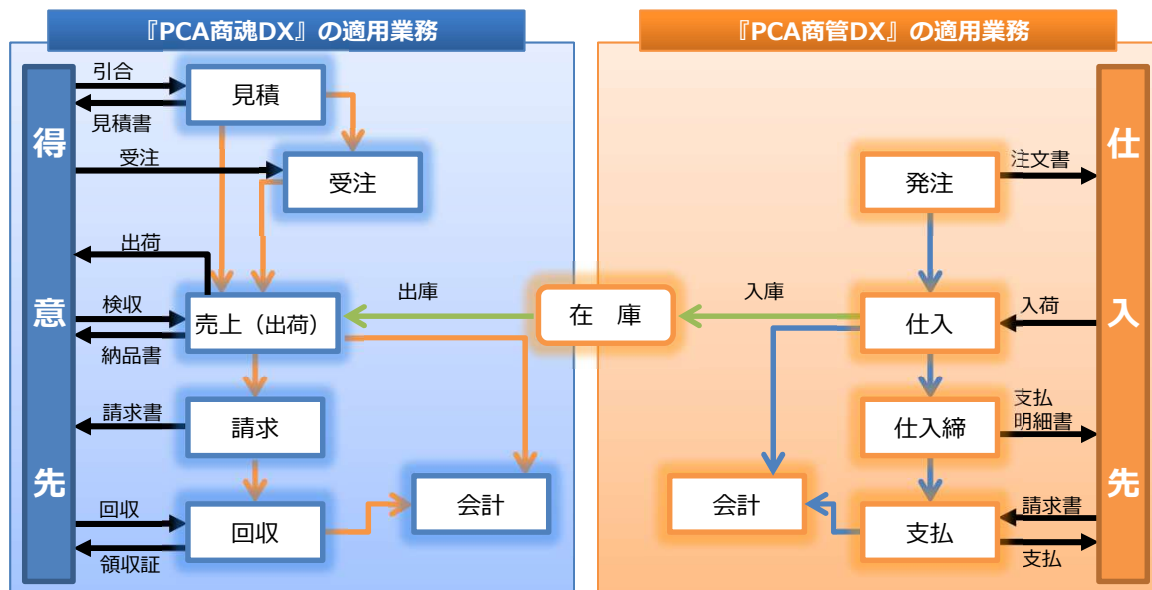 『PCA商魂DX』の適用業務
『PCA商管DX』の適用業務
得意先
引合
見積書
受注
出荷
検収
納品書
請求書
回収
領収証
見積
受注
売上（出荷）
請求
回収
会計
出庫
在　庫
入庫
発注
仕入
仕入締
支払
会計
注文書
入荷
支払
明細書
請求書
支払
仕入先